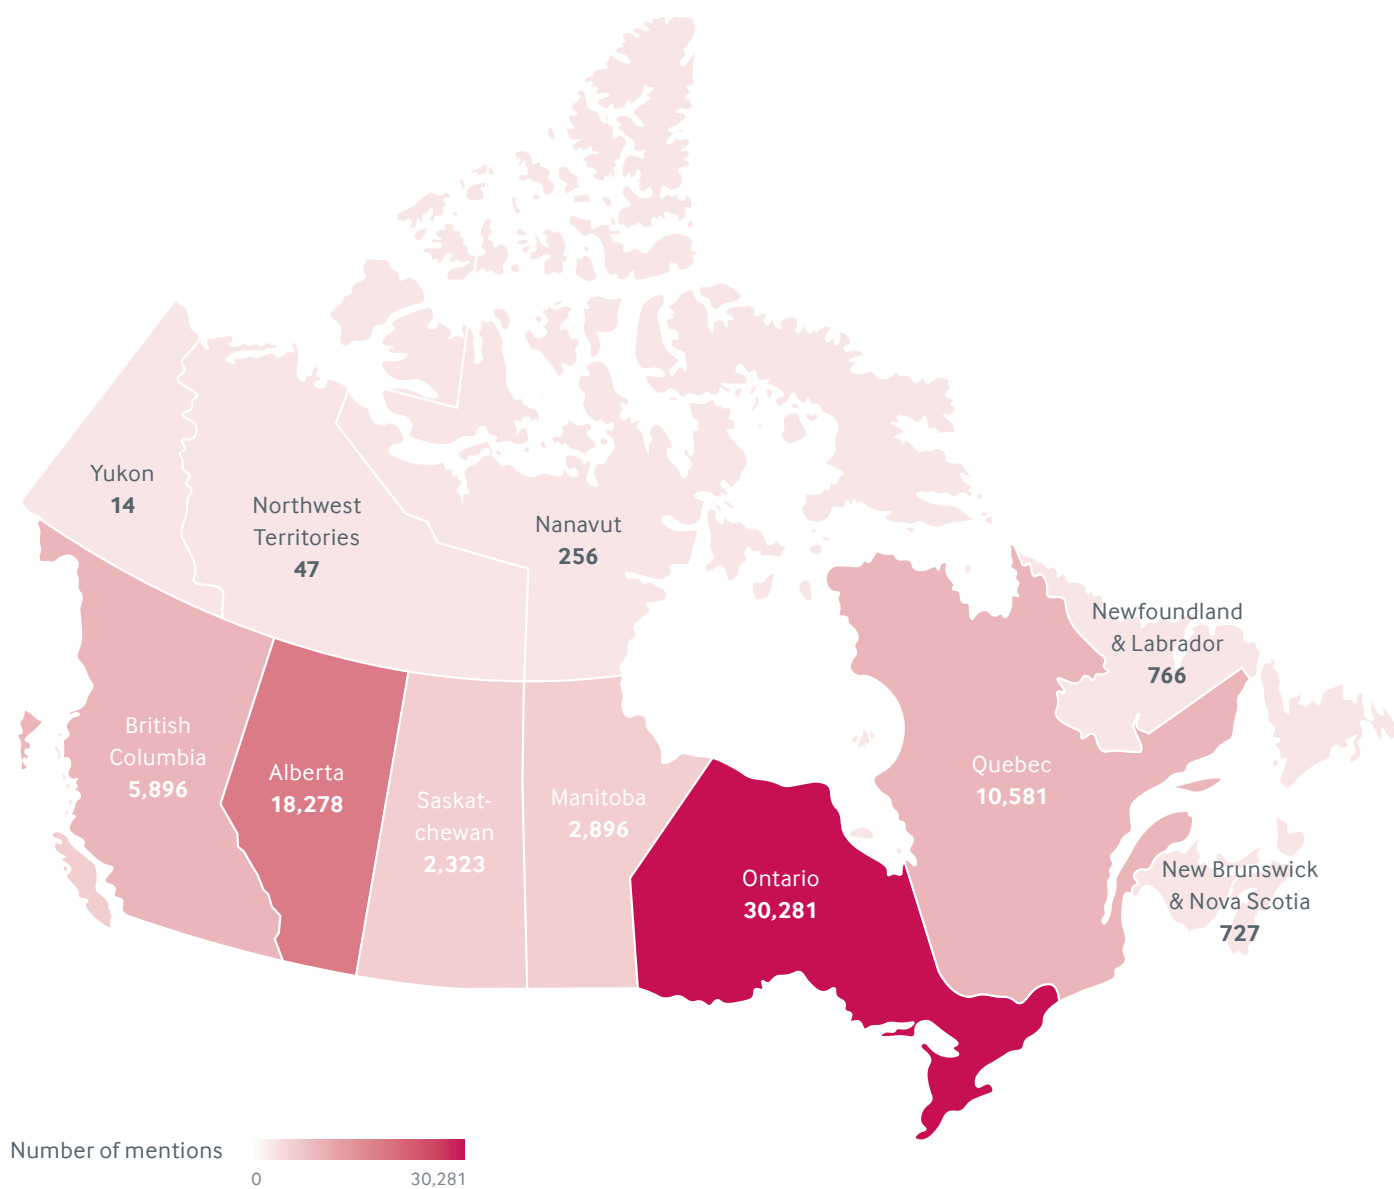 Yukon
14
Northwest
Territories
47
Nanavut
256
Newfoundland
& Labrador
766
British
Columbia
5,896
Alberta
18,278
Saskat-
chewan
2,323
Manitoba
2,896
Ontario
30,281
Quebec
10,581
New Brunswick
& Nova Scotia
727
Number of mentions
0
30,281